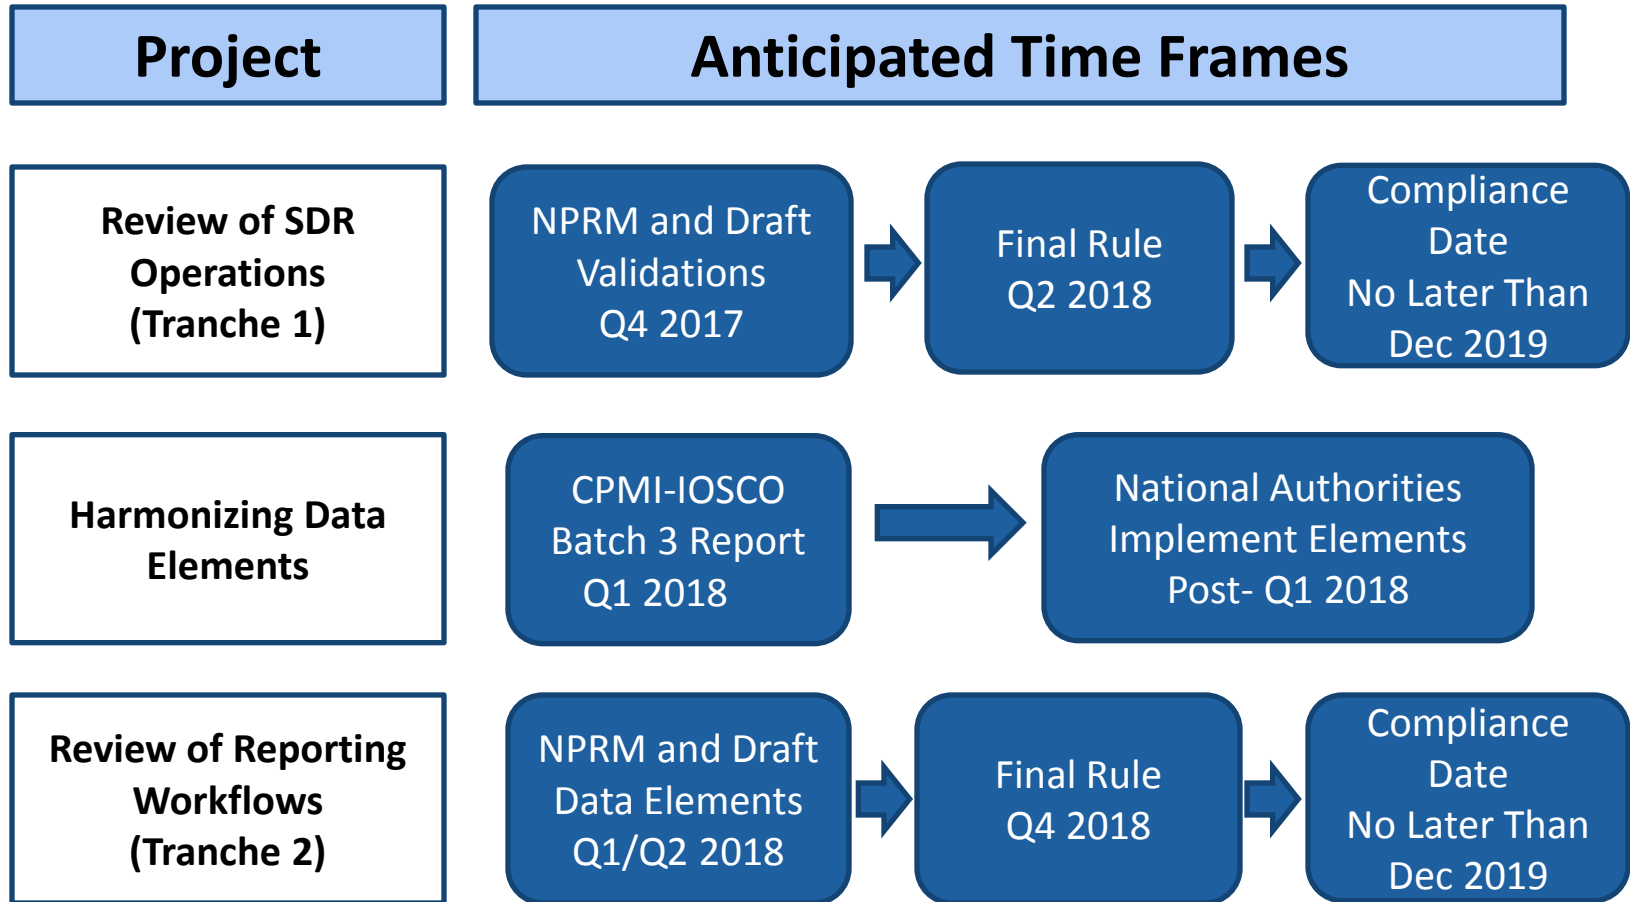 Project
Anticipated Time Frames
Review of SDR
Operations
(Tranche 1)
NPRM and Draft
Validations
Q4 2017
Final Rule
Q2 2018
Compliance
Date
No Later Than
Dec 2019
Harmonizing Data
Elements
CPMI-IOSCO
Batch 3 Report
Q1 2018
National Authorities
Implement Elements
Post- Q1 2018
Review of Reporting
Workflows
(Tranche 2)
NPRM and Draft
Data Elements
Q1/Q2 2018
Final Rule
Q4 2018
Compliance
Date
No Later Than
Dec 2019